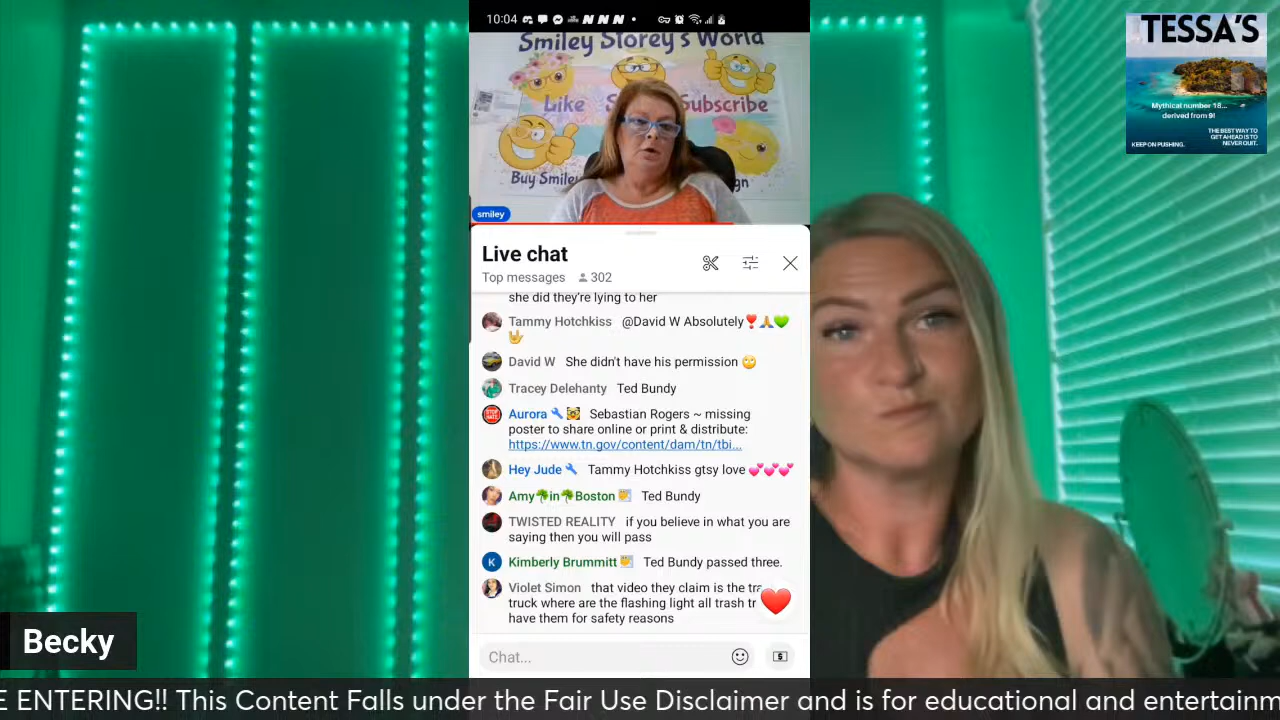 10:04
Smiley Storey's World
Like
Subscribe
Buy Smiley
smiley
TESSA'S
Mythical number 18...
derived from 9!
THE BEST WAY TO
GET AHEAD IS TO
NEVER QUIT.
KEEP ON PUSHING.
Live chat
Top messages 302
she did they're lying to her
Tammy Hotchkiss @David W Absolutely❣️🙏💚
🤟
David W She didn't have his permission 🙄
Tracey Delehanty Ted Bundy
Aurora Sebastian Rogers ~ missing
poster to share online or print & distribute:
https://www.tn.gov/content/dam/tn/tbi...
Hey Jude Tammy Hotchkiss gtsy love 💕💕💕
Amy🌳in🌳Boston Ted Bundy
TWISTED REALITY if you believe in what you are
saying then you will pass
K Kimberly Brummitt Ted Bundy passed three.
Violet Simon that video they claim is the
truck where are the flashing light all trash
have them for safety reasons
Chat...
Becky
E ENTERING!! This Content Falls under the Fair Use Disclaimer and is for educational and entertainm